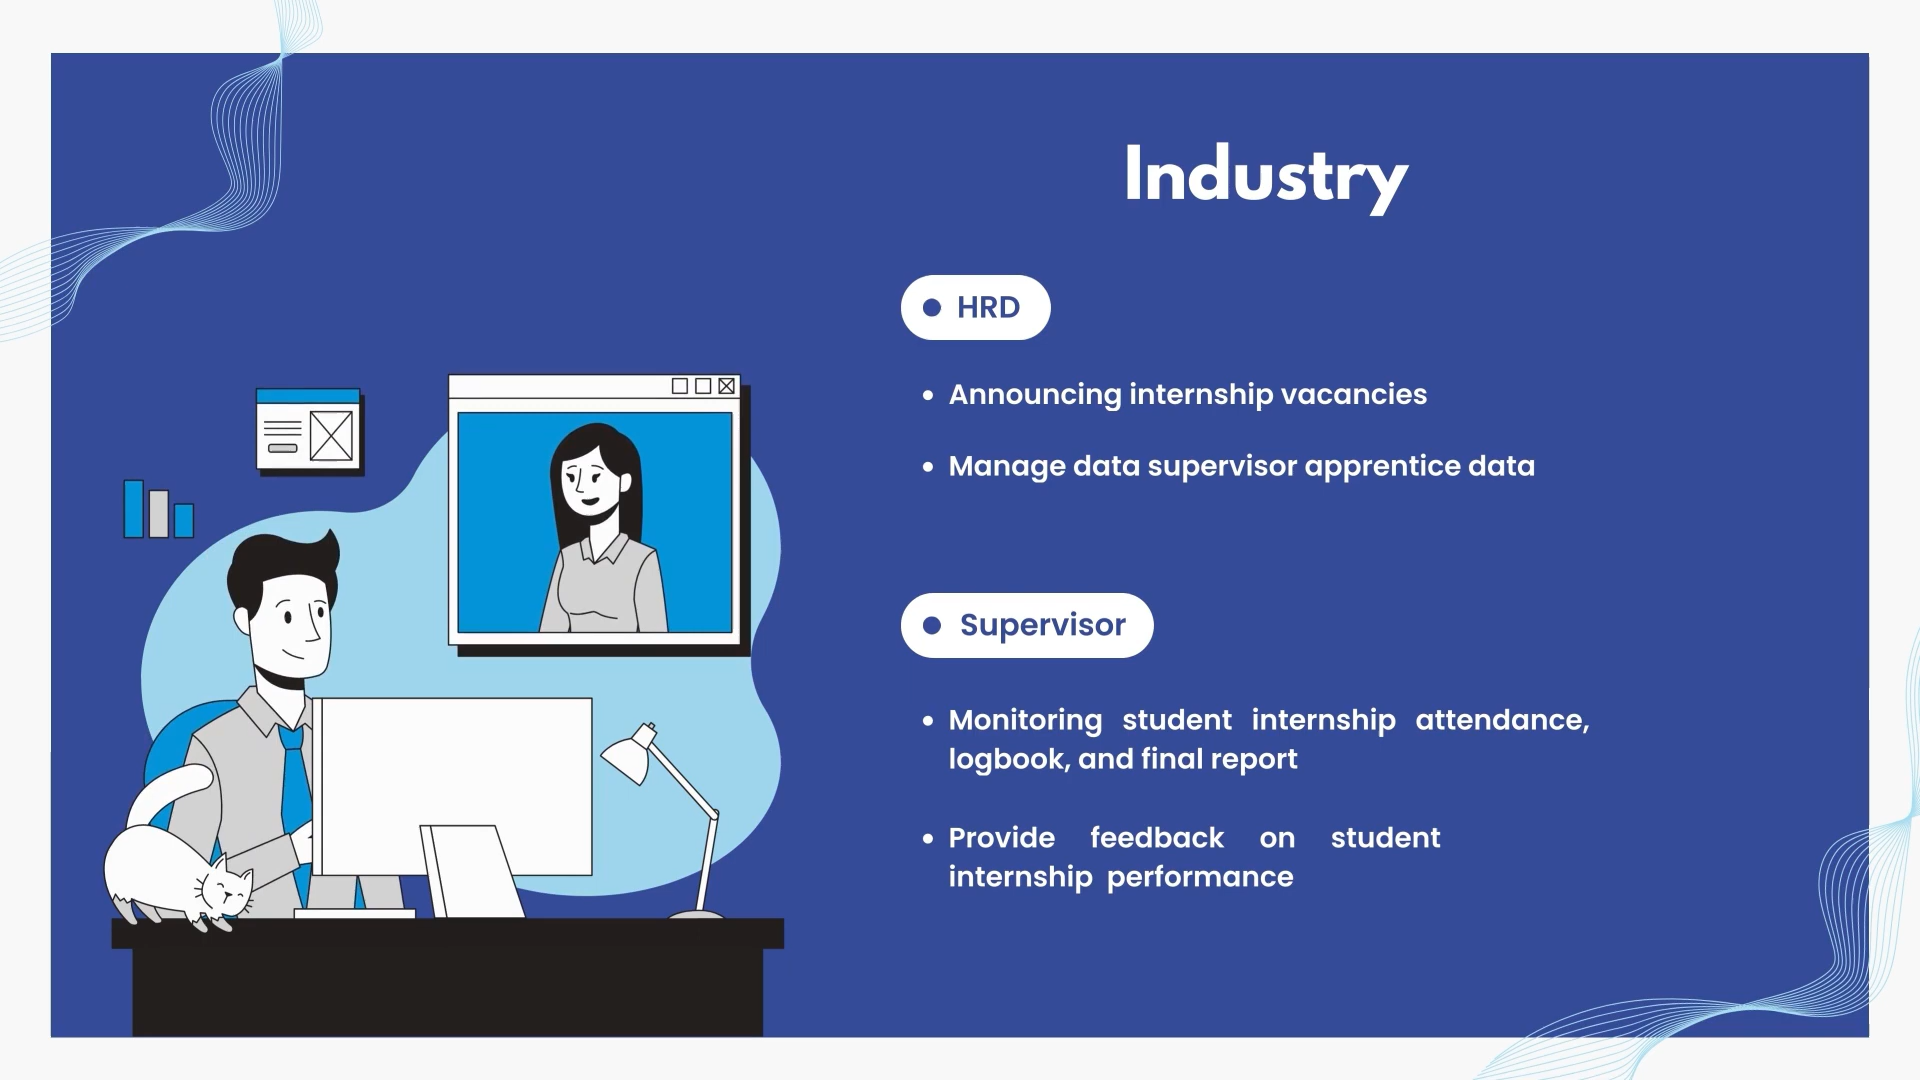 Industry
HRD
Announcing internship vacancies
Manage data supervisor apprentice data
Supervisor
Monitoring student internship attendance,
logbook, and final report
Provide feedback on student
internship performance